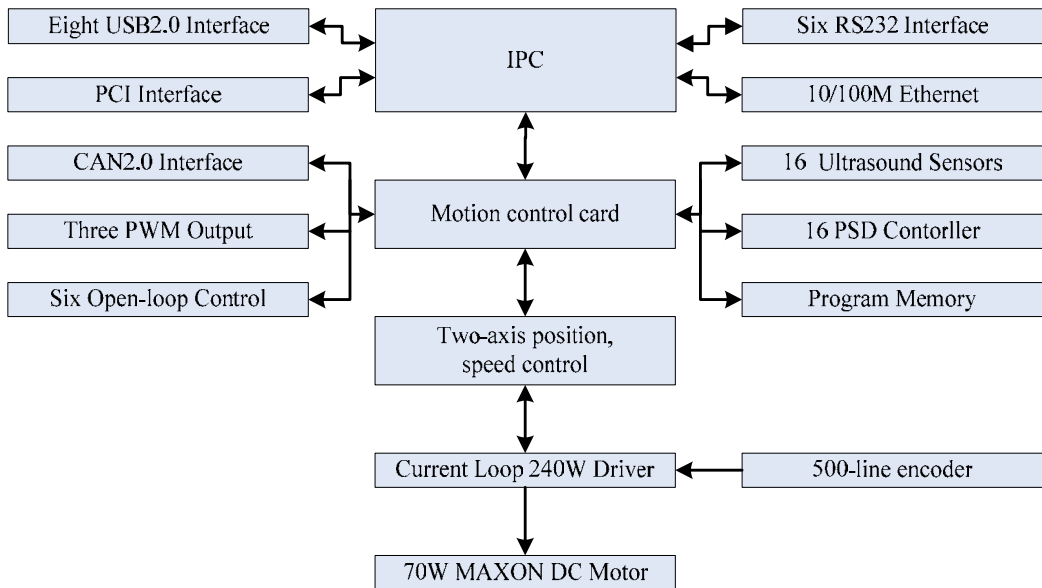 Eight USB2.0 Interface
IPC
Six RS232 Interface
PCI Interface
10/100M Ethernet
CAN2.0 Interface
Motion control card
16 Ultrasound Sensors
Three PWM Output
16 PSD Contorller
Six Open-loop Control
Program Memory
Two-axis position,
speed control
Current Loop 240W Driver
500-line encoder
70W MAXON DC Motor